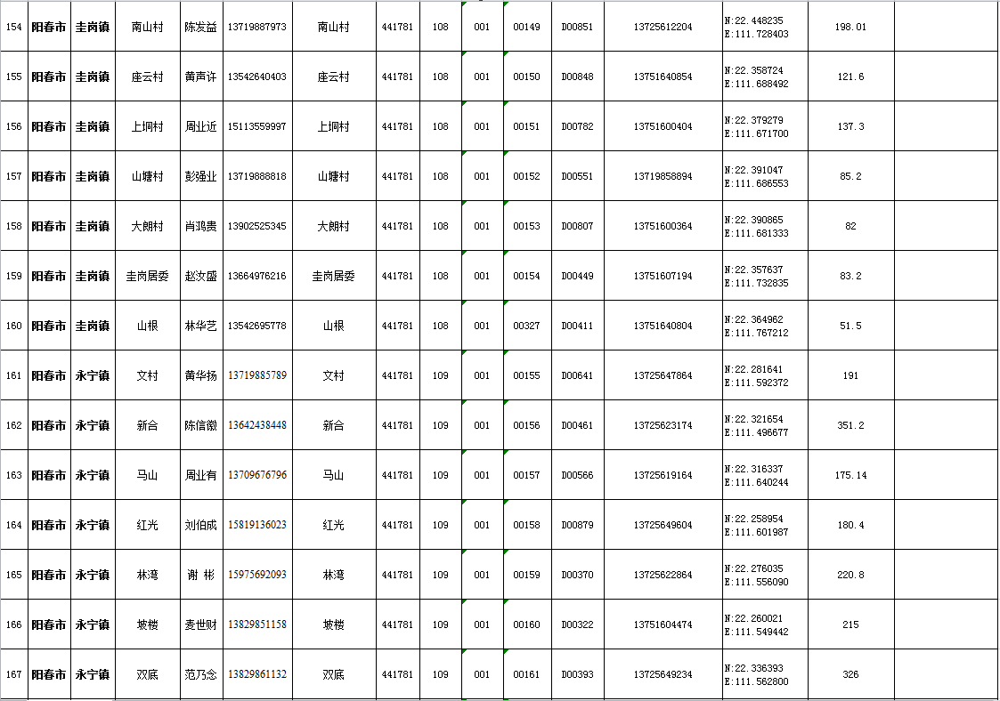 154 阳春市 圭岗镇 南山村 陈发益 13719887973 南山村 441781 108 001 00149 D00851 13725612204 N:22.448235 E:111.728403 198.01
155 阳春市 圭岗镇 座云村 黄声许 13542640403 座云村 441781 108 001 00150 D00848 13751640854 N:22.358724 E:111.688492 121.6
156 阳春市 圭岗镇 上垌村 周业近 15113559997 上垌村 441781 108 001 00151 D00782 13751600404 N:22.379279 E:111.671700 137.3
157 阳春市 圭岗镇 山塘村 彭强业 13719888818 山塘村 441781 108 001 00152 D00551 13719858894 N:22.391047 E:111.686553 85.2
158 阳春市 圭岗镇 大朗村 肖鸿贵 13902525345 大朗村 441781 108 001 00153 D00807 13751600364 N:22.390865 E:111.681333 82
159 阳春市 圭岗镇 圭岗居委 赵汝盛 13664976216 圭岗居委 441781 108 001 00154 D00449 13751607194 N:22.357637 E:111.732835 83.2
160 阳春市 圭岗镇 山根 林华艺 13542695778 山根 441781 108 001 00327 D00411 13751640804 N:22.364962 E:111.767212 51.5
161 阳春市 永宁镇 文村 黄华扬 13719885789 文村 441781 109 001 00155 D00641 13725647864 N:22.281641 E:111.592372 191
162 阳春市 永宁镇 新合 陈信徽 13642438448 新合 441781 109 001 00156 D00461 13725623174 N:22.321654 E:111.496677 351.2
163 阳春市 永宁镇 马山 周业有 13709676796 马山 441781 109 001 00157 D00566 13725619164 N:22.316337 E:111.640244 175.14
164 阳春市 永宁镇 红光 刘伯成 15819136023 红光 441781 109 001 00158 D00879 13725649604 N:22.258954 E:111.601987 180.4
165 阳春市 永宁镇 林湾 谢 彬 15975692093 林湾 441781 109 001 00159 D00370 13725622864 N:22.276035 E:111.556090 220.8
166 阳春市 永宁镇 坡楼 麦世财 13829851158 坡楼 441781 109 001 00160 D00322 13751604474 N:22.260021 E:111.549442 215
167 阳春市 永宁镇 双底 范乃念 13829861132 双底 441781 109 001 00161 D00393 13725649234 N:22.336393 E:111.562800 326